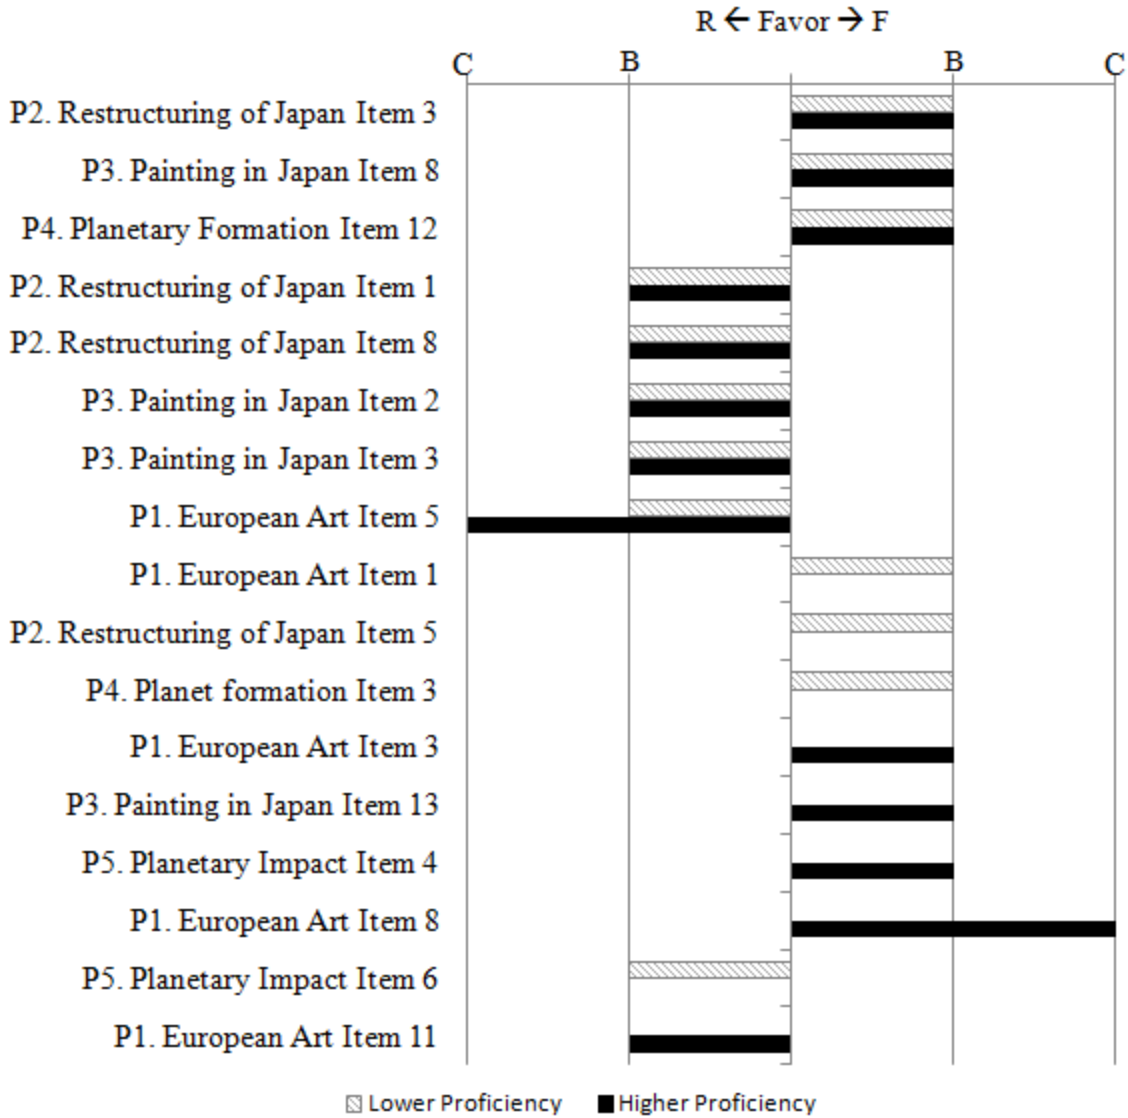 R ← Favor → F
C B B C
P2. Restructuring of Japan Item 3
P3. Painting in Japan Item 8
P4. Planetary Formation Item 12
P2. Restructuring of Japan Item 1
P2. Restructuring of Japan Item 8
P3. Painting in Japan Item 2
P3. Painting in Japan Item 3
P1. European Art Item 5
P1. European Art Item 1
P2. Restructuring of Japan Item 5
P4. Planet formation Item 3
P1. European Art Item 3
P3. Painting in Japan Item 13
P5. Planetary Impact Item 4
P1. European Art Item 8
P5. Planetary Impact Item 6
P1. European Art Item 11
Lower Proficiency Higher Proficiency